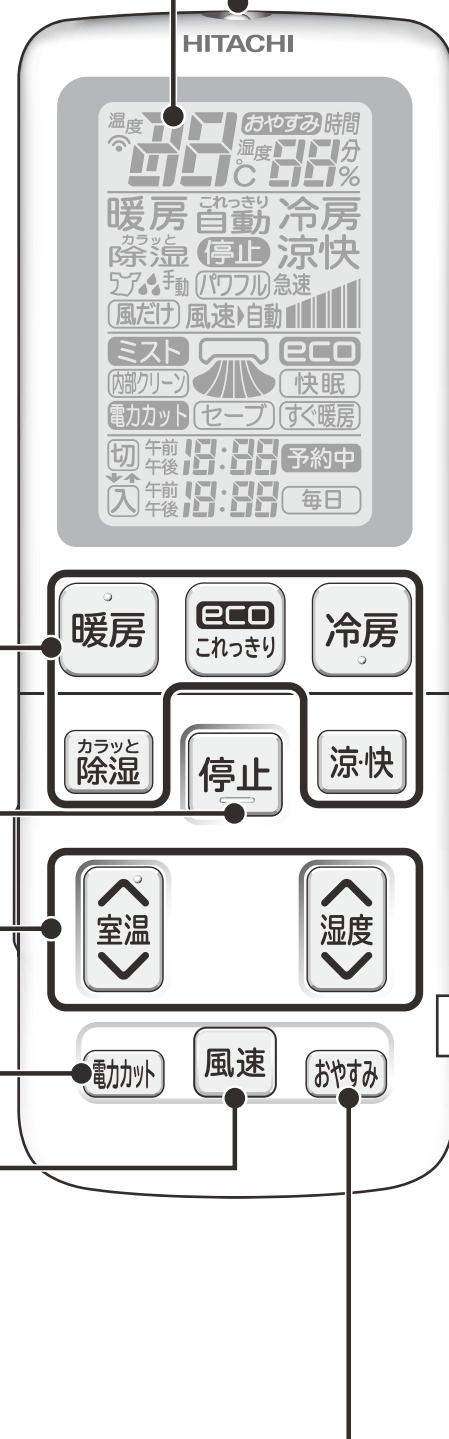 HITACHI
温度 88 ℃ おやすみ 時間
湿度 88 分 %
これっきり
暖房 自動 冷房
カラッと
除湿 停止 涼快
手動 パワフル 急速
風だけ 風速 自動
ミスト eco
内部クリーン 快眠
電力カット セーブ すぐ暖房
切 午前 午後 18:88 予約中
入 午前 午後 18:88 毎日
暖房 eco これっきり 冷房
カラッと
除湿 停止 涼・快
室温 湿度
電力カット 風速 おやすみ